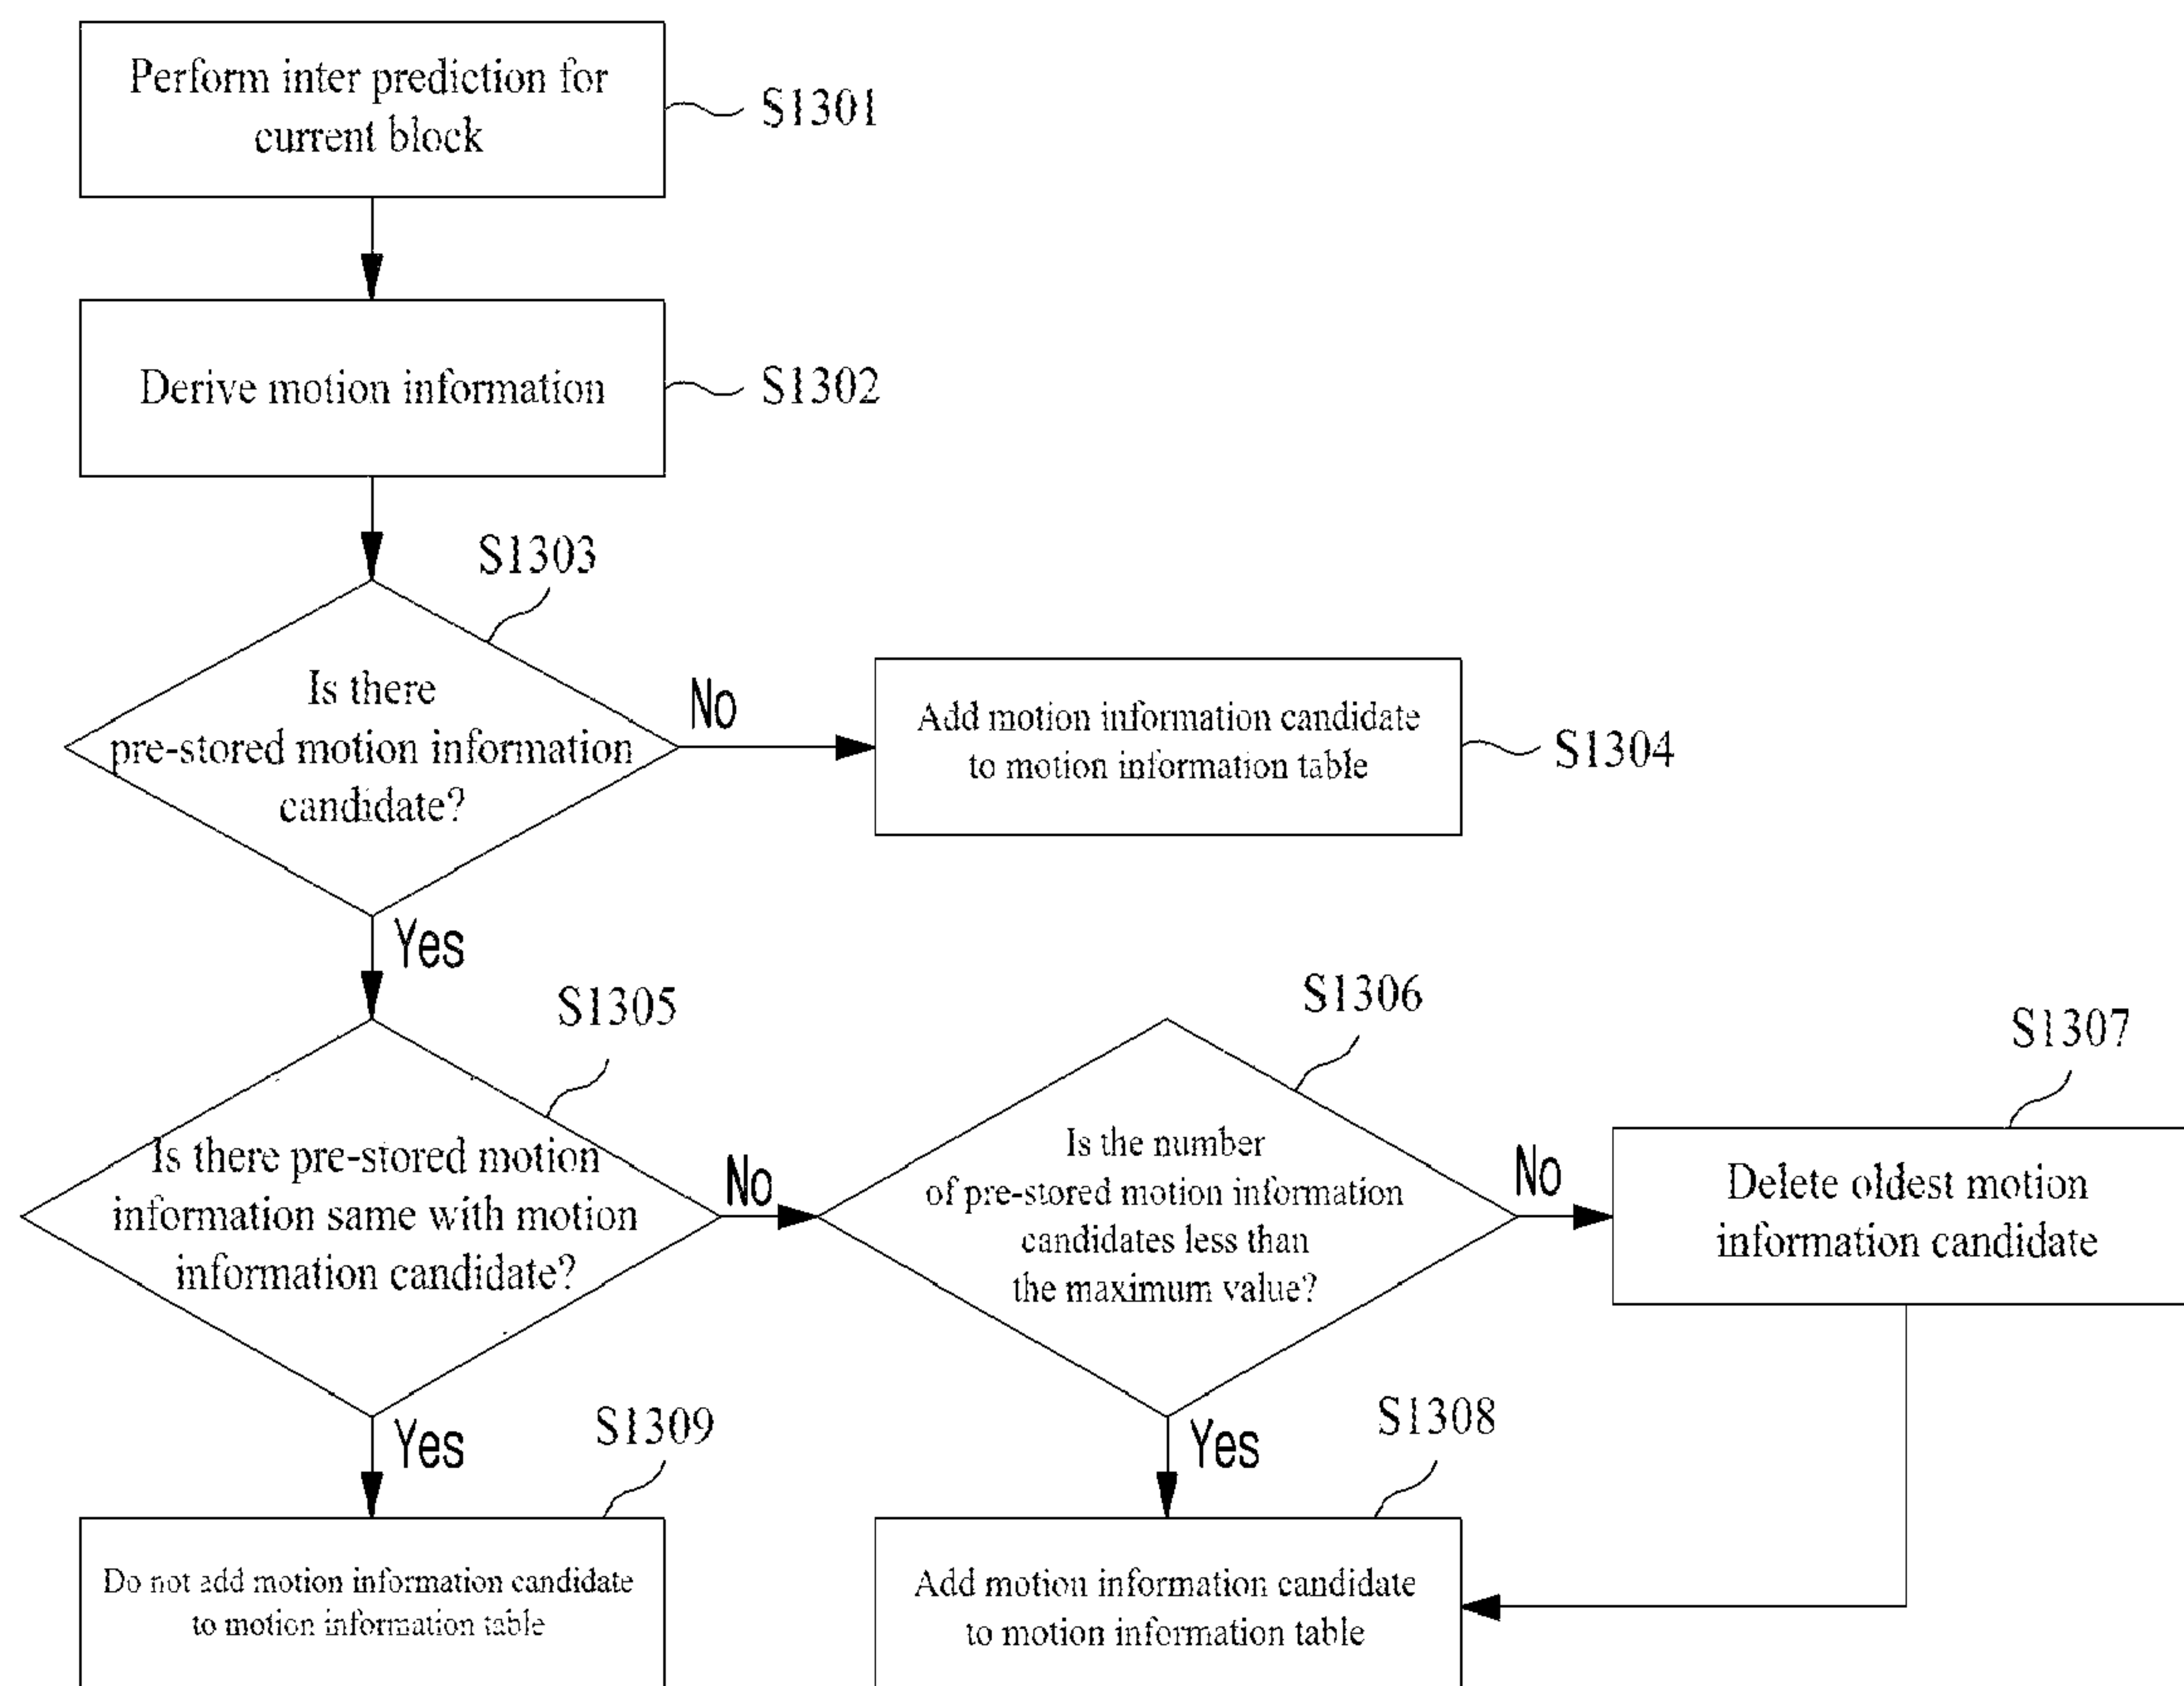 Perform inter prediction for
current block
S1301
Derive motion information
S1302
S1303
Is there
pre-stored motion information
candidate?
No
Add motion information candidate
to motion information table
S1304
Yes
S1305
Is there pre-stored motion
information same with motion
information candidate?
No
S1306
Is the number
of pre-stored motion information
candidates less than
the maximum value?
No
S1307
Delete oldest motion
information candidate
Yes
S1309
Do not add motion information candidate
to motion information table
Yes
S1308
Add motion information candidate
to motion information table